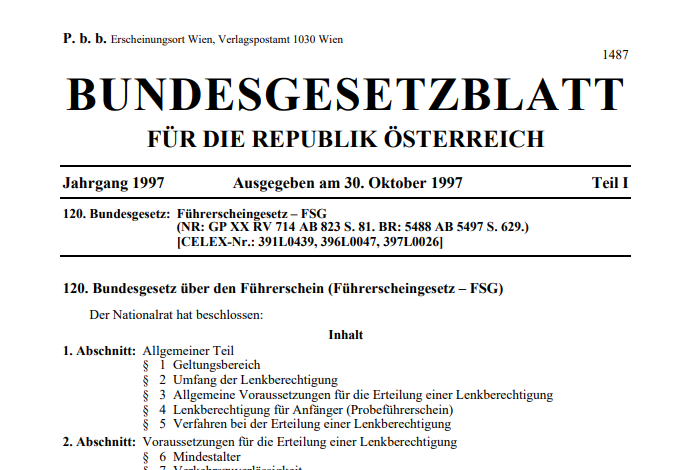 P. b. b. Erscheinungsort Wien, Verlagspostamt 1030 Wien
1487
BUNDESGESETZBLATT
FÜR DIE REPUBLIK ÖSTERREICH
Jahrgang 1997 Ausgegeben am 30. Oktober 1997 Teil I
120. Bundesgesetz: Führerscheingesetz – FSG
(NR: GP XX RV 714 AB 823 S. 81. BR: 5488 AB 5497 S. 629.)
[CELEX-Nr.: 391L0439, 396L0047, 397L0026]
120. Bundesgesetz über den Führerschein (Führerscheingesetz – FSG)
Der Nationalrat hat beschlossen:
Inhalt
1. Abschnitt: Allgemeiner Teil
§ 1 Geltungsbereich
§ 2 Umfang der Lenkberechtigung
§ 3 Allgemeine Voraussetzungen für die Erteilung einer Lenkberechtigung
§ 4 Lenkberechtigung für Anfänger (Probeführerschein)
§ 5 Verfahren bei der Erteilung einer Lenkberechtigung
2. Abschnitt: Voraussetzungen für die Erteilung einer Lenkberechtigung
§ 6 Mindestalter
§ 7 Verkehrszuverlässigkeit